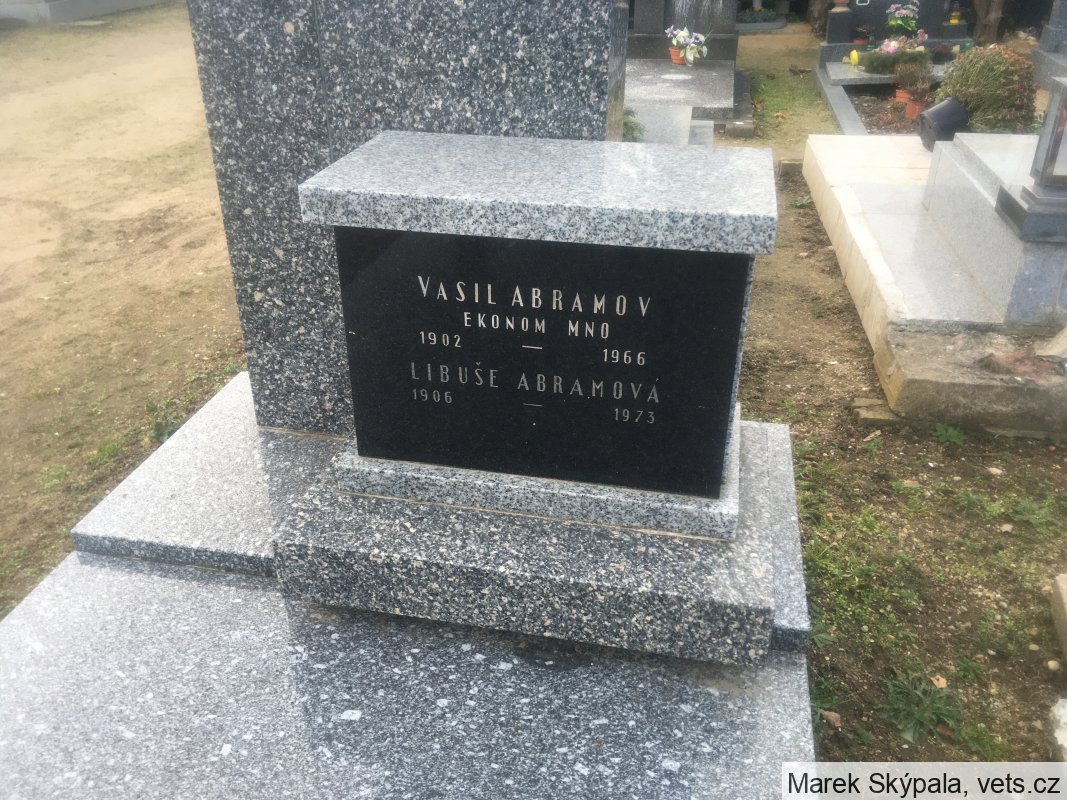 VASIL ABRAMOV
EKONOM MNO
1902 — 1966
LIBUŠE ABRAMOVÁ
1906 — 1973
Marek Skýpala, vets.cz